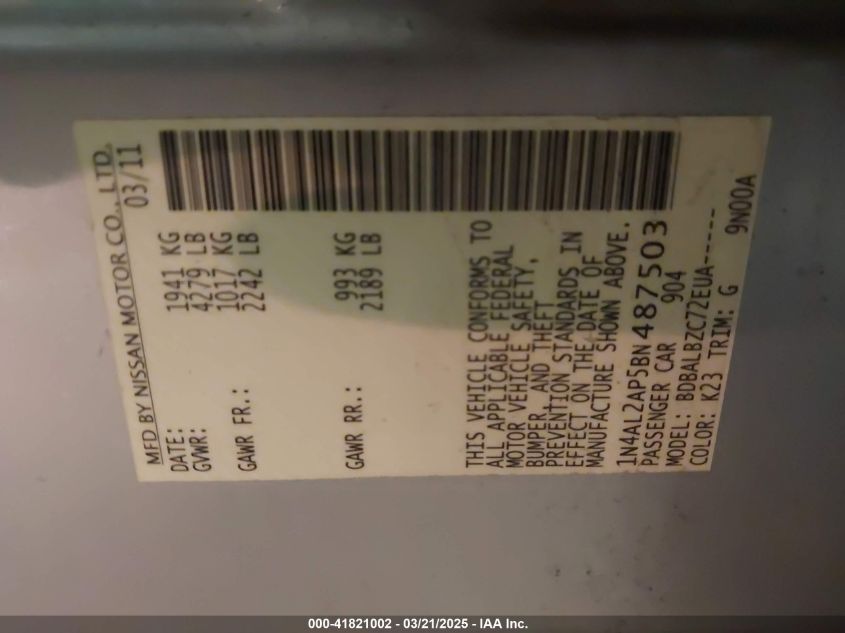 MFD BY NISSAN MOTOR CO., LTD.
DATE: 03/11
GVWR: 1941 KG
4279 LB
GAWR FR.: 1017 KG
2242 LB
GAWR RR.: 993 KG
2189 LB
THIS VEHICLE CONFORMS TO
ALL APPLICABLE FEDERAL
MOTOR VEHICLE SAFETY,
BUMPER, AND THEFT
PREVENTION STANDARDS IN
EFFECT ON THE DATE OF
MANUFACTURE SHOWN ABOVE.
1N4AL2AP5BN487503
PASSENGER CAR 904
MODEL: BDBALBZC72EUA-----
COLOR: K23 TRIM: G 9N00A
000-41821002 - 03/21/2025 - IAA Inc.